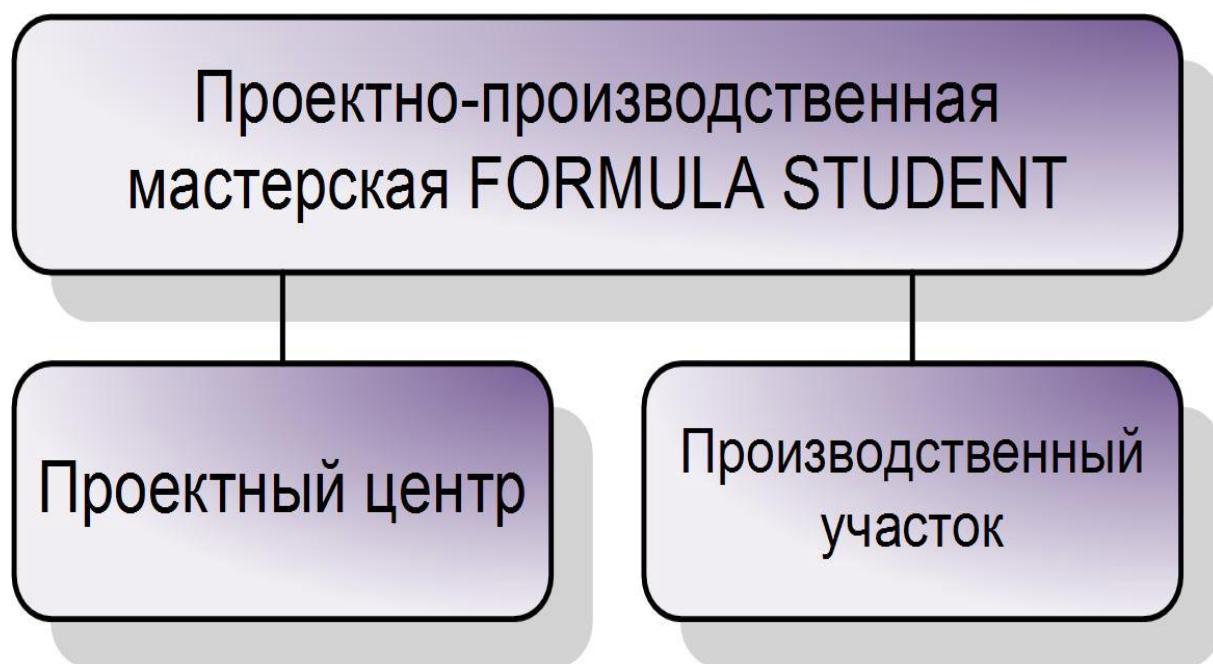 Проектно-производственная
мастерская FORMULA STUDENT
Проектный центр
Производственный
участок